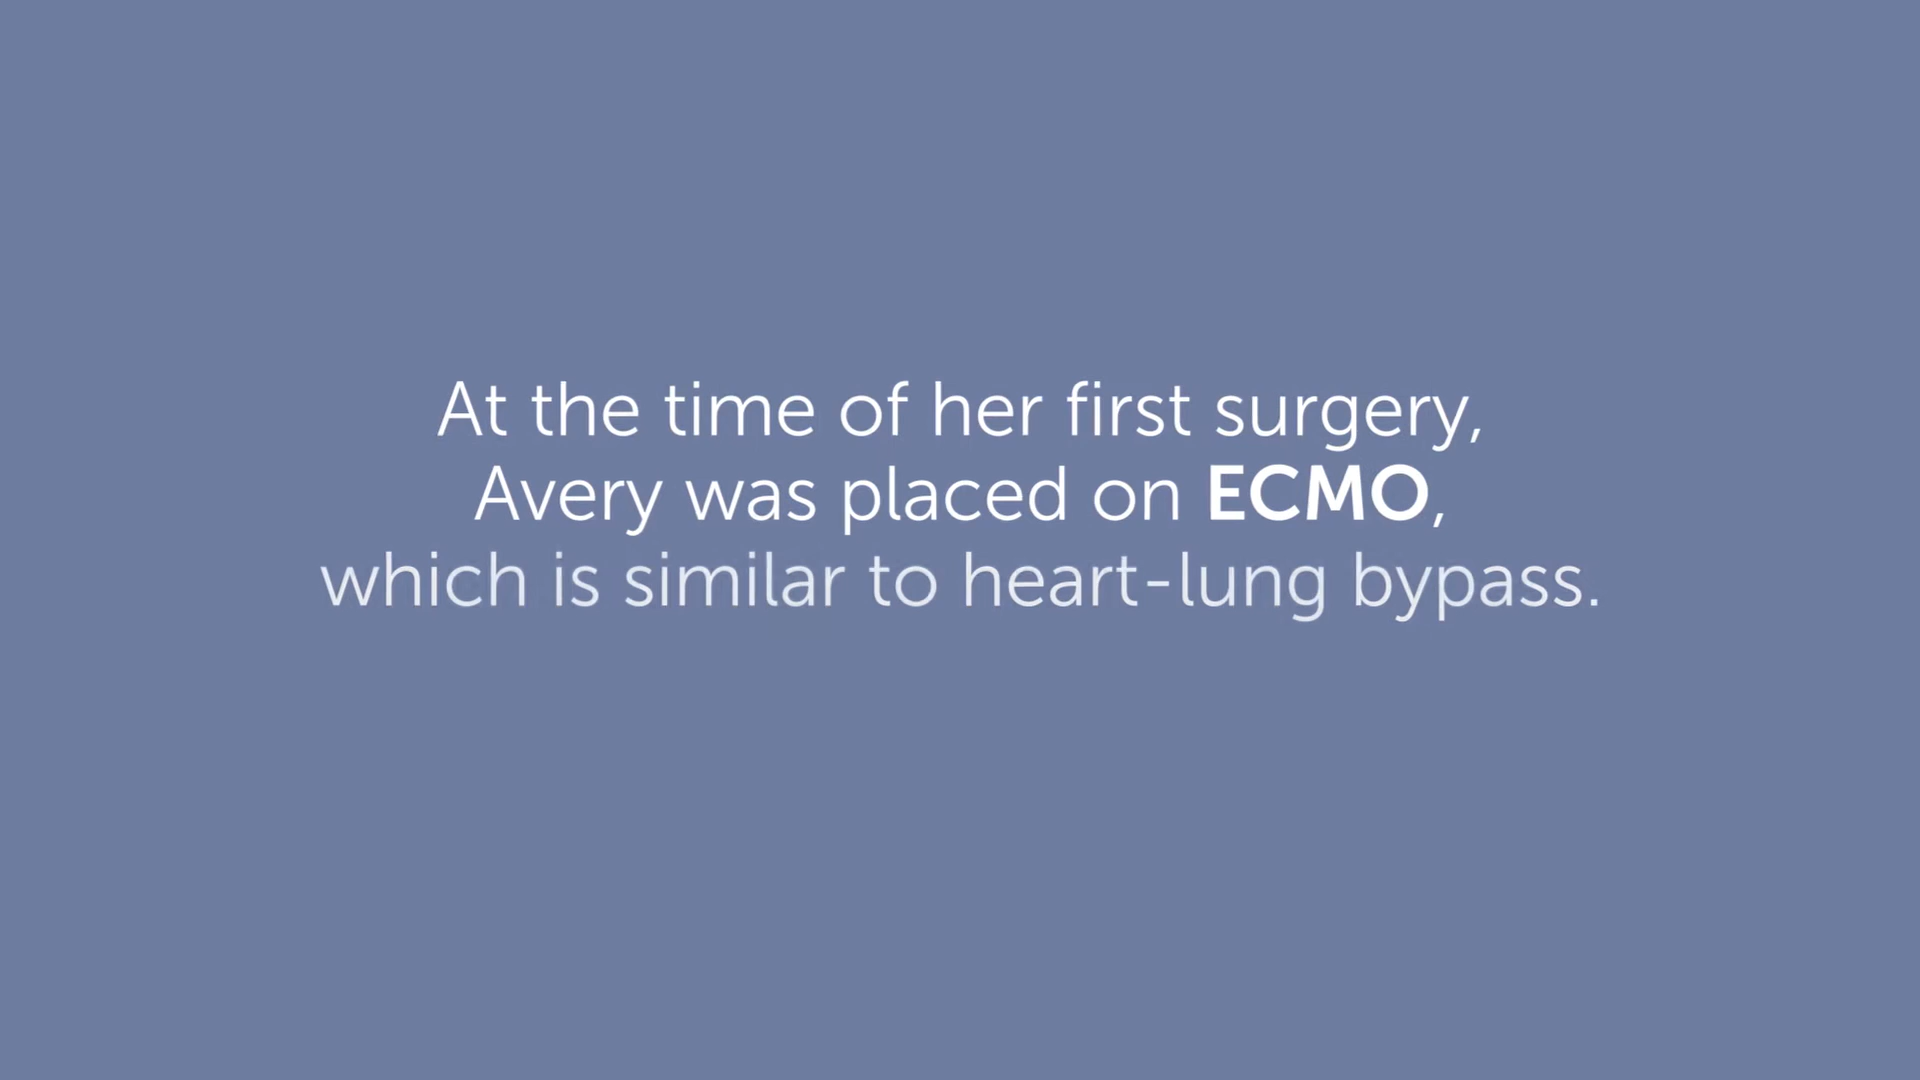 At the time of her first surgery,
Avery was placed on ECMO,
which is similar to heart-lung bypass.